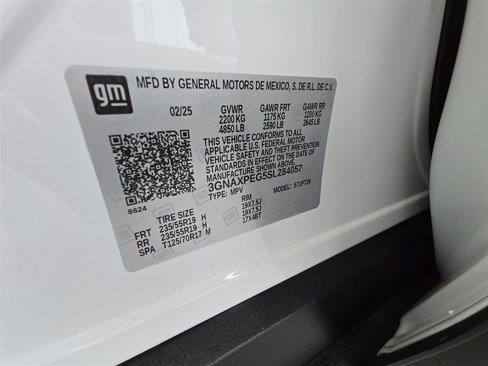 gm
MFD BY GENERAL MOTORS DE MEXICO, S. DE R.L. DE C.V.
02/25 GVWR GAWR FRT GAWR RR
2200 KG 1175 KG 1200 KG
4850 LB 2590 LB 2645 LB
THIS VEHICLE CONFORMS TO ALL
APPLICABLE U.S. FEDERAL MOTOR
VEHICLE SAFETY AND THEFT PREVENTION
STANDARDS IN EFFECT ON THE DATE OF
MANUFACTURE SHOWN ABOVE.
3GNAXPEG5SL284057
MPV MODEL:
8624
TIRE SIZE RIM
FRT 235/55R19 H 19X7.5J
RR 235/55R19 H 19X7.5J
SPA T125/70R17 M 17X4BT